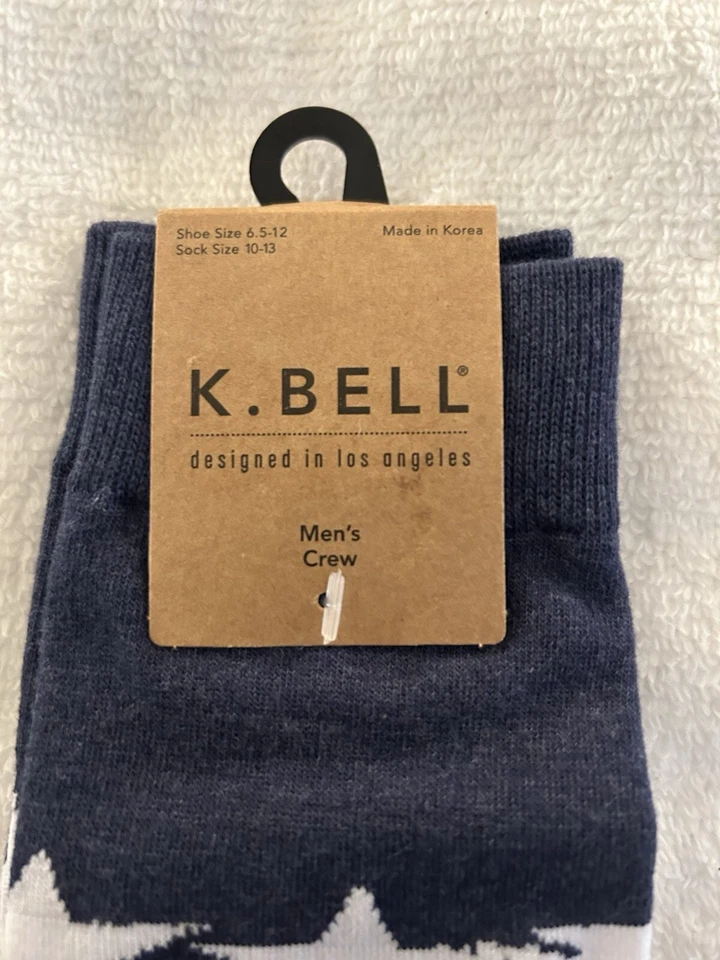 Shoe Size 6.5-12
Made in Korea
Sock Size 10-13
K.BELL®
designed in los angeles
Men's
Crew